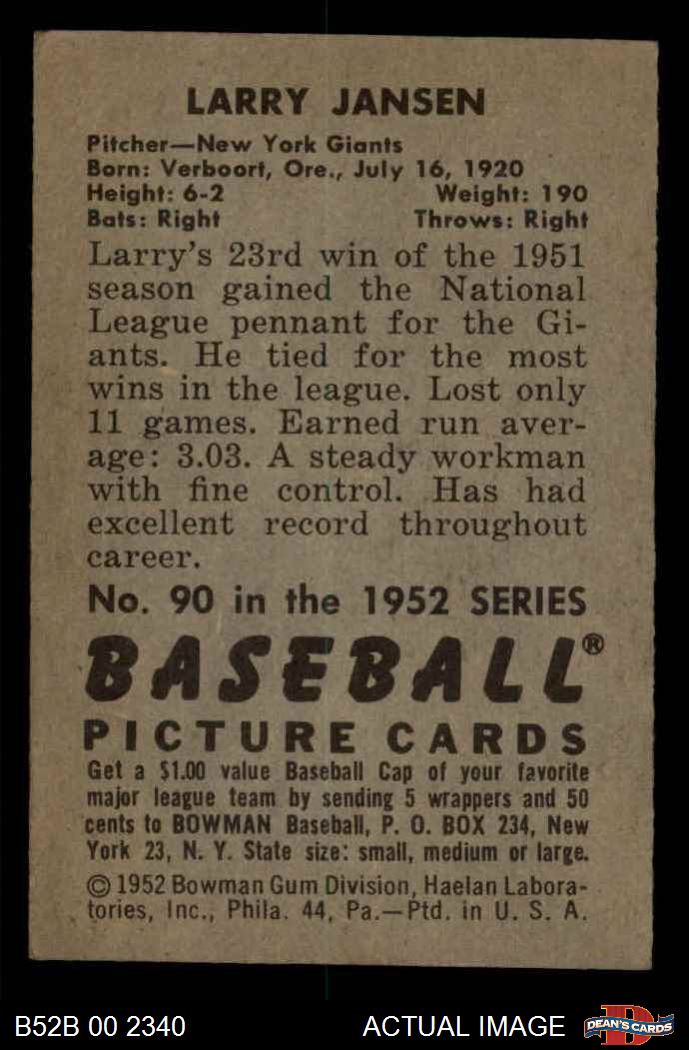 LARRY JANSEN
Pitcher—New York Giants
Born: Verboort, Ore., July 16, 1920
Height: 6-2 Weight: 190
Bats: Right Throws: Right
Larry's 23rd win of the 1951
season gained the National
League pennant for the Gi-
ants. He tied for the most
wins in the league. Lost only
11 games. Earned run aver-
age: 3.03. A steady workman
with fine control. Has had
excellent record throughout
career.
No. 90 in the 1952 SERIES
BASEBALL®
PICTURE CARDS
Get a $1.00 value Baseball Cap of your favorite
major league team by sending 5 wrappers and 50
cents to BOWMAN Baseball, P. O. BOX 234, New
York 23, N. Y. State size: small, medium or large.
© 1952 Bowman Gum Division, Haelan Labora-
tories, Inc., Phila. 44, Pa.—Ptd. in U. S. A.
B52B 00 2340 ACTUAL IMAGE DEAN'S CARDS